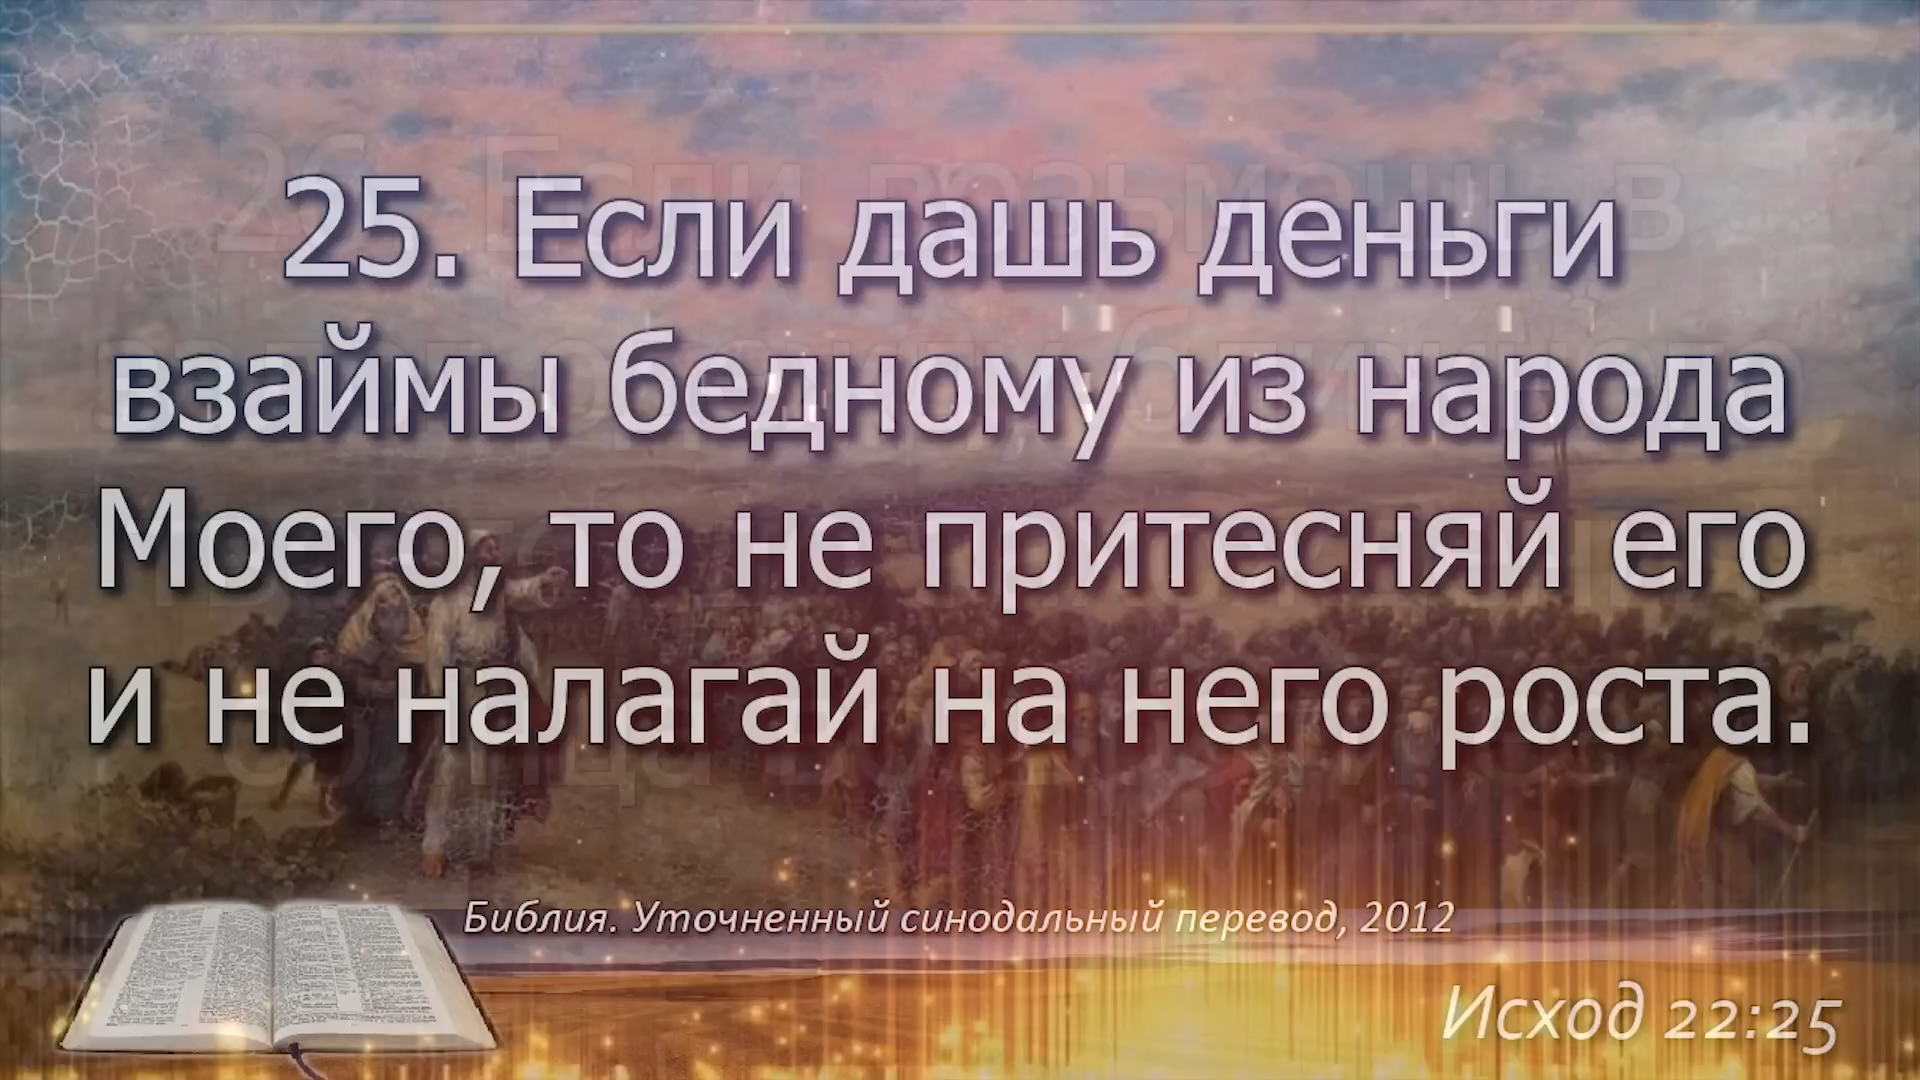 25. Если дашь деньги
взаймы бедному из народа
Моего, то не притесняй его
и не налагай на него роста.
Библия. Уточненный синодальный перевод, 2012
Исход 22:25